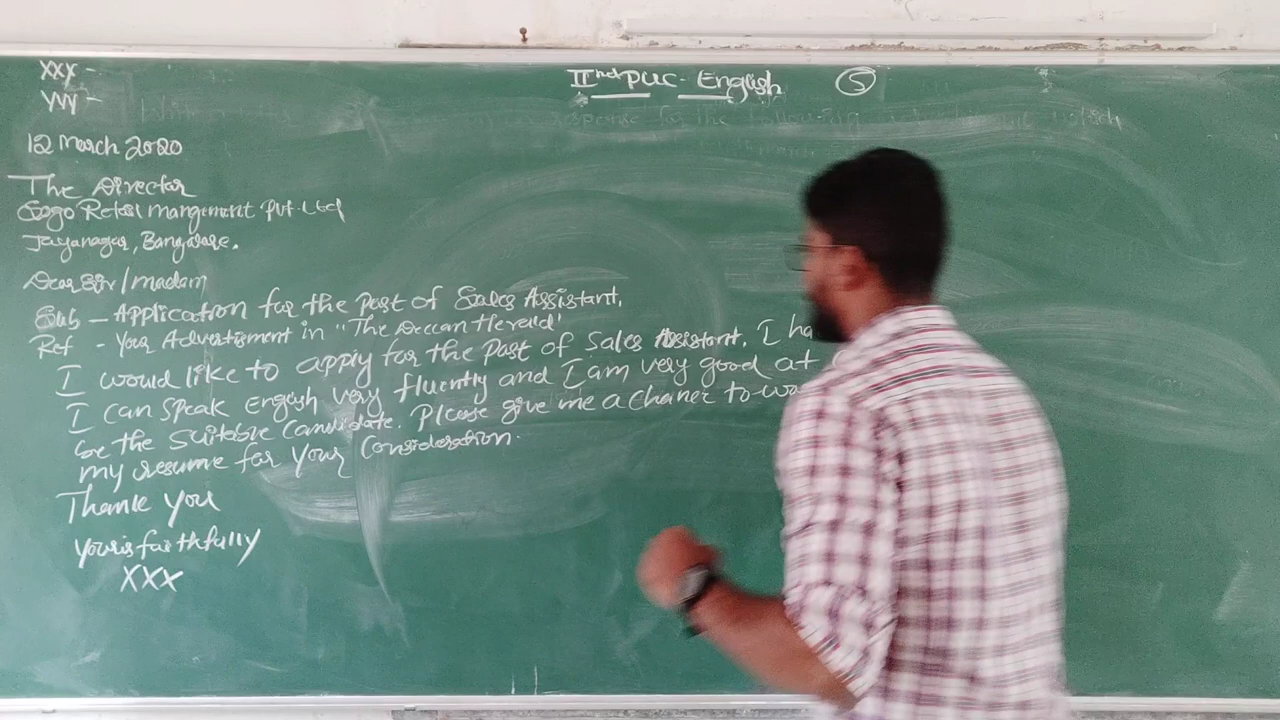 IInd PUC - English 5
XXX -
YYY -
12 March 2020
The Director
Gogo Retail mangement Pvt. Ltd
Jayanagar, Bangalore.
Dear Sir/madam
Sub - Application for the Post of Sales Assistant.
Ref - Your Advertisment in "The Deccan Herald"
I would like to apply for the Post of Sales Assistant. I ha
I can speak English very fluently and I am very good at
be the suitable candidate. Please give me a chance to wo
my resume for your Consideration.
Thank you
Yours faithfully
XXX